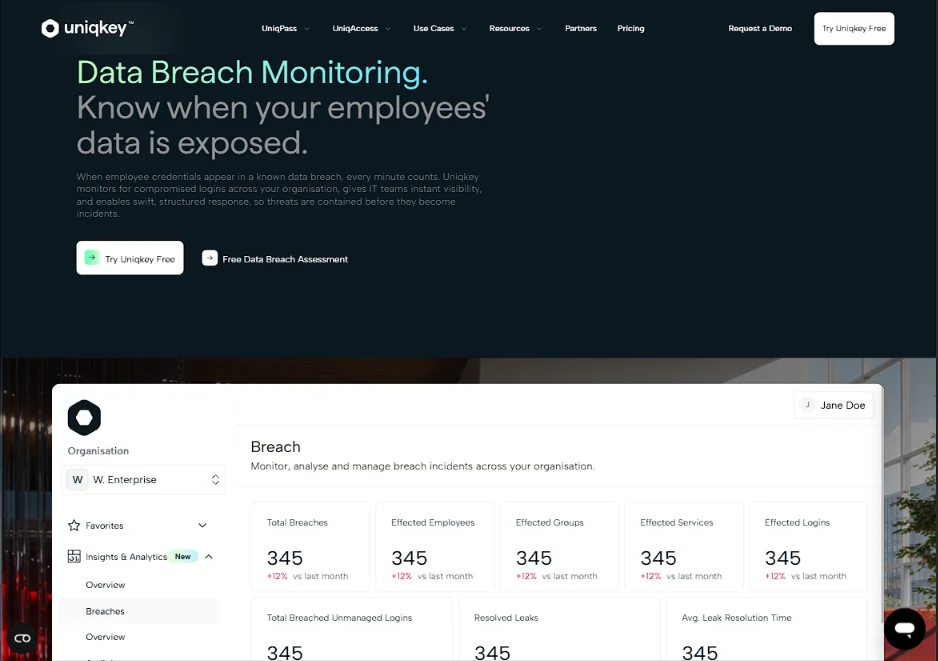 uniqkey™
UniqPass
UniqAccess
Use Cases
Resources
Partners
Pricing
Request a Demo
Try Uniqkey Free
Data Breach Monitoring.
Know when your employees'
data is exposed.
When employee credentials appear in a known data breach, every minute counts. Uniqkey
monitors for compromised logins across your organisation, gives IT teams instant visibility,
and enables swift, structured response, so threats are contained before they become
incidents.
Try Uniqkey Free
Free Data Breach Assessment
J Jane Doe
Organisation
W W. Enterprise
Favorites
Insights & Analytics New
Overview
Breaches
Overview
Breach
Monitor, analyse and manage breach incidents across your organisation.
Total Breaches
345
+12% vs last month
Effected Employees
345
+12% vs last month
Effected Groups
345
+12% vs last month
Effected Services
345
+12% vs last month
Effected Logins
345
+12% vs last month
Total Breached Unmanaged Logins
345
Resolved Leaks
345
Avg. Leak Resolution Time
345